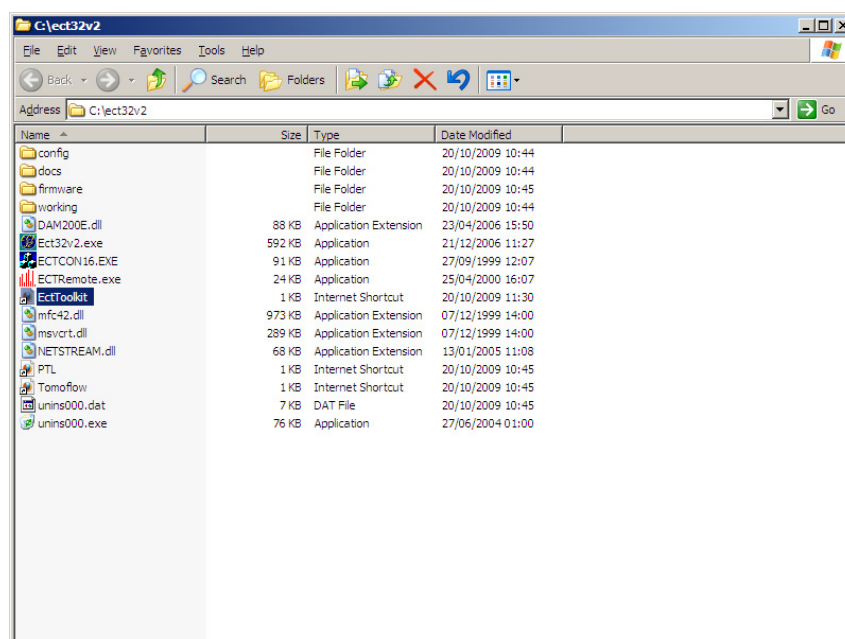 C:\ect32v2
File Edit View Favorites Tools Help
Back Search Folders
Address C:\ect32v2 Go
Name Size Type Date Modified
config File Folder 20/10/2009 10:44
docs File Folder 20/10/2009 10:44
firmware File Folder 20/10/2009 10:45
working File Folder 20/10/2009 10:44
DAM200E.dll 88 KB Application Extension 23/04/2006 15:50
Ect32v2.exe 592 KB Application 21/12/2006 11:27
ECTCON16.EXE 91 KB Application 27/09/1999 12:07
ECTRemote.exe 24 KB Application 25/04/2000 16:07
EctToolkit 1 KB Internet Shortcut 20/10/2009 11:30
mfc42.dll 973 KB Application Extension 07/12/1999 14:00
msvcrt.dll 289 KB Application Extension 07/12/1999 14:00
NETSTREAM.dll 68 KB Application Extension 13/01/2005 11:08
PTL 1 KB Internet Shortcut 20/10/2009 10:45
Tomoflow 1 KB Internet Shortcut 20/10/2009 10:45
unins000.dat 7 KB DAT File 20/10/2009 10:45
unins000.exe 76 KB Application 27/06/2004 01:00